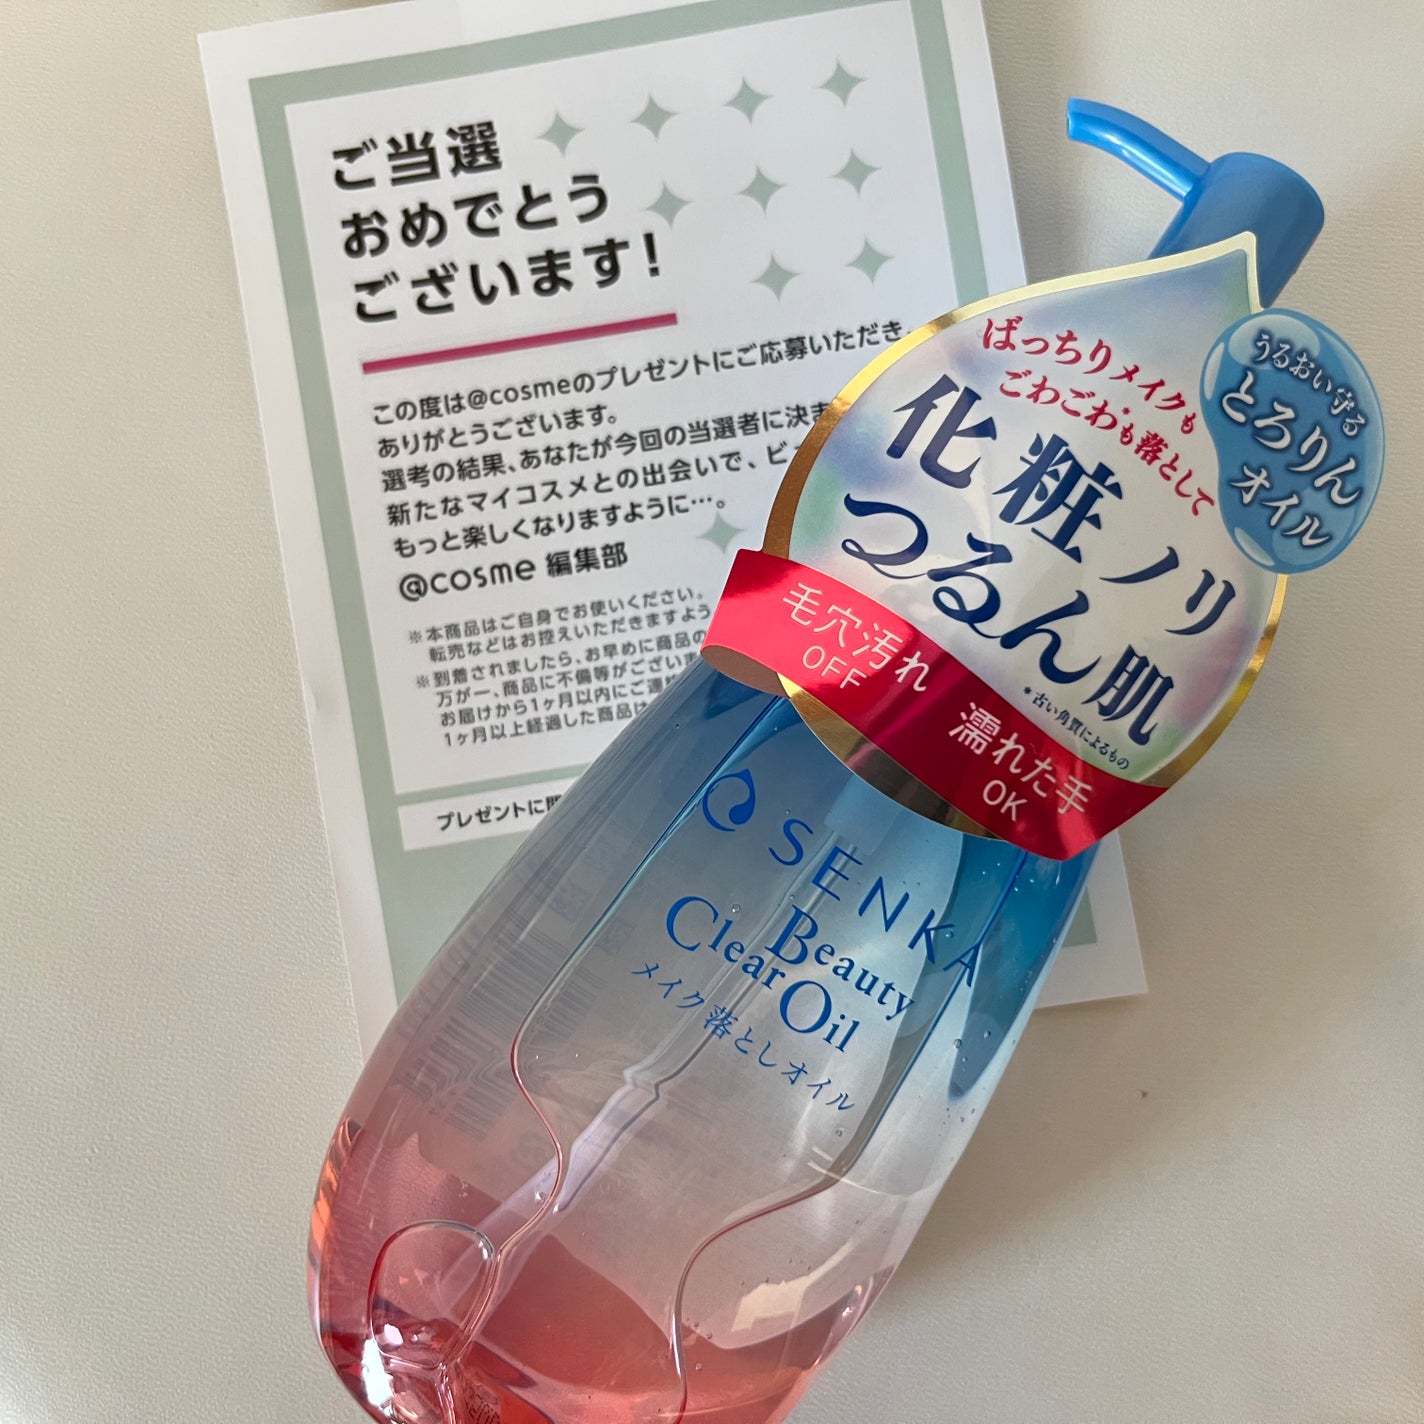 ご当選
おめでとう
ございます!
この度は@cosmeのプレゼントにご応募いただき、
ありがとうございます。
選考の結果、あなたが今回の当選者に決ま
新たなマイコスメとの出会いで、ビ
もっと楽しくなりますように…。
@cosme 編集部
※本商品はご自身でお使いください。
転売などはお控えいただきますよう
※到着されましたら、お早めに商品の
万が一、商品に不備等がございま
お届けから1ヶ月以内にご連絡
1ヶ月以上経過した商品は
プレゼントに関
ばっちりメイクも
ごわごわ*も落として
化粧ノリ
つるん肌
*古い角質によるもの
うるおい守る
とろりん
オイル
毛穴汚れ
OFF
濡れた手
OK
SENKA
Beauty
Clear Oil
メイク落としオイル